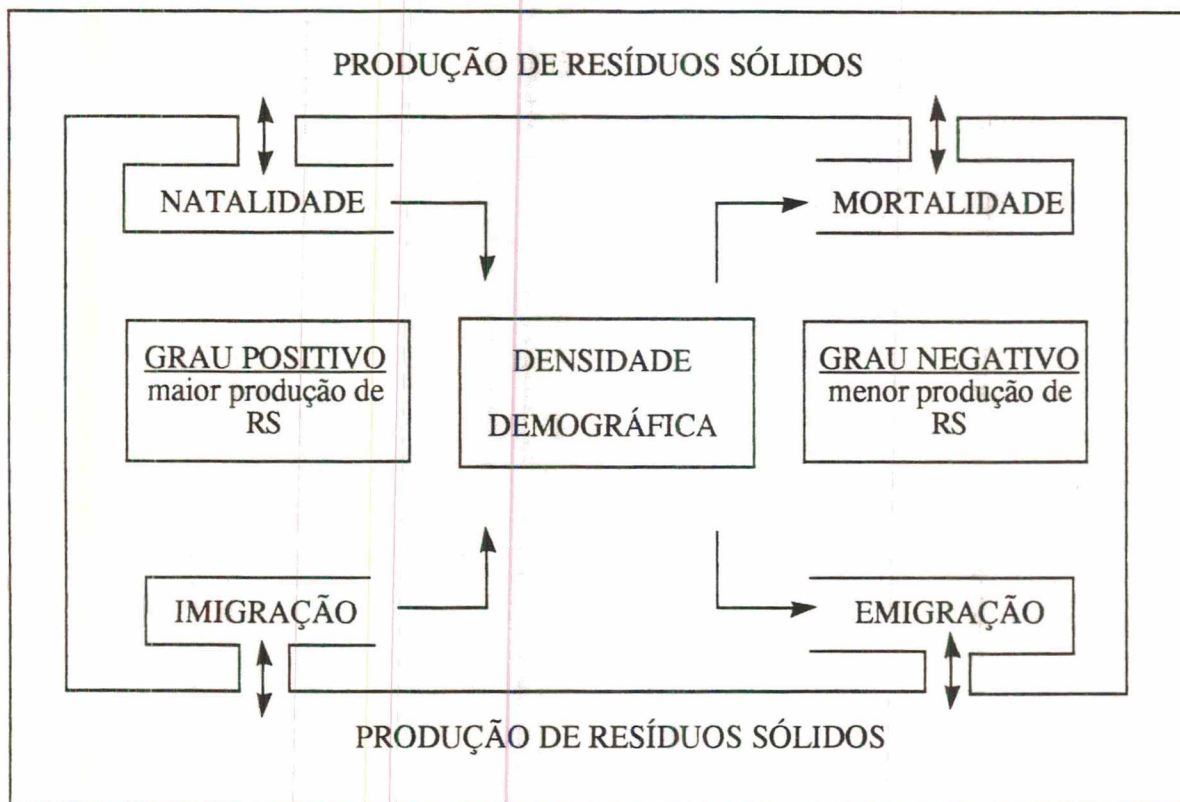 PRODUÇÃO DE RESÍDUOS SÓLIDOS
NATALIDADE
MORTALIDADE
GRAU POSITIVO
maior produção de
RS
DENSIDADE
DEMOGRÁFICA
GRAU NEGATIVO
menor produção de
RS
IMIGRAÇÃO
EMIGRAÇÃO
PRODUÇÃO DE RESÍDUOS SÓLIDOS